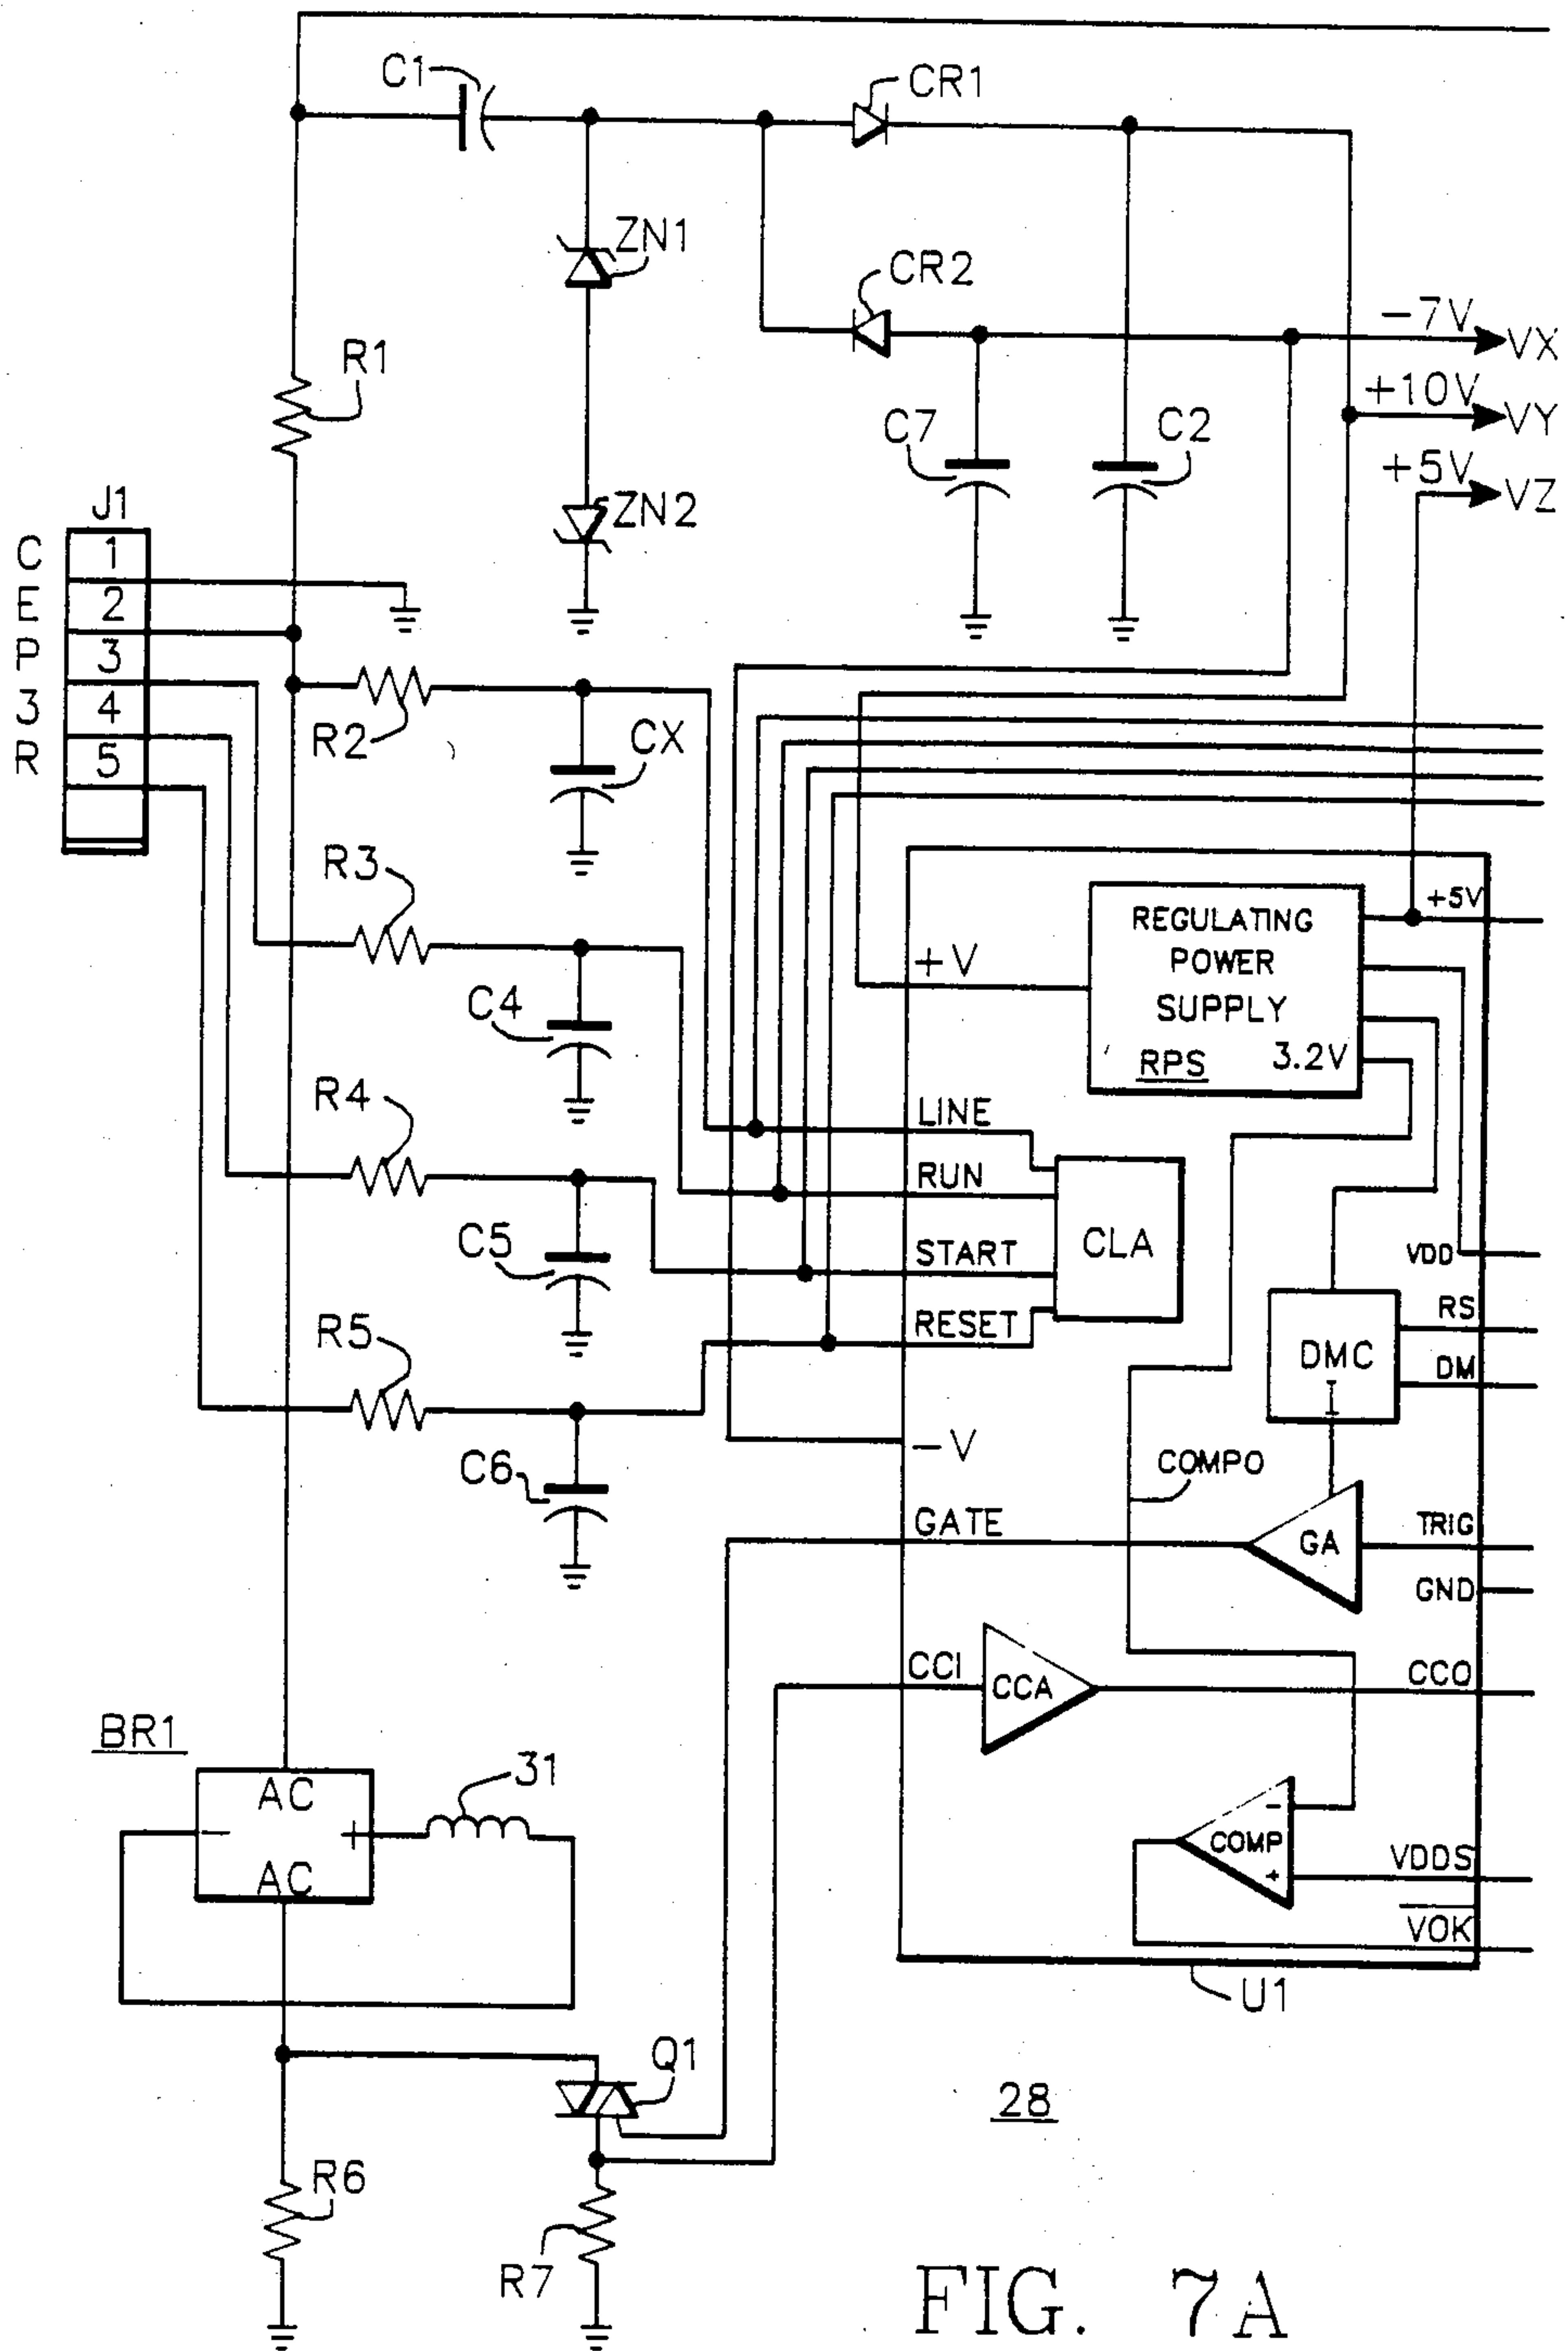 C1
CR1
ZN1
CR2
-7V
VX
R1
+10V
VY
C7
C2
+5V
VZ
ZN2
J1
C 1
E 2
P 3
3 4
R 5
R2
CX
R3
+5V
REGULATING
POWER
SUPPLY
RPS 3.2V
+V
C4
R4
LINE
RUN
CLA
START
C5
VDD
RS
R5
RESET
DMC
DM
I
-V
C6
COMPO
GATE
GA
TRIG
GND
CCI
CCA
CCO
BR1
31
AC
- +
AC
-
COMP
+
VDDS
VOK
U1
Q1
28
R6
R7
FIG. 7A